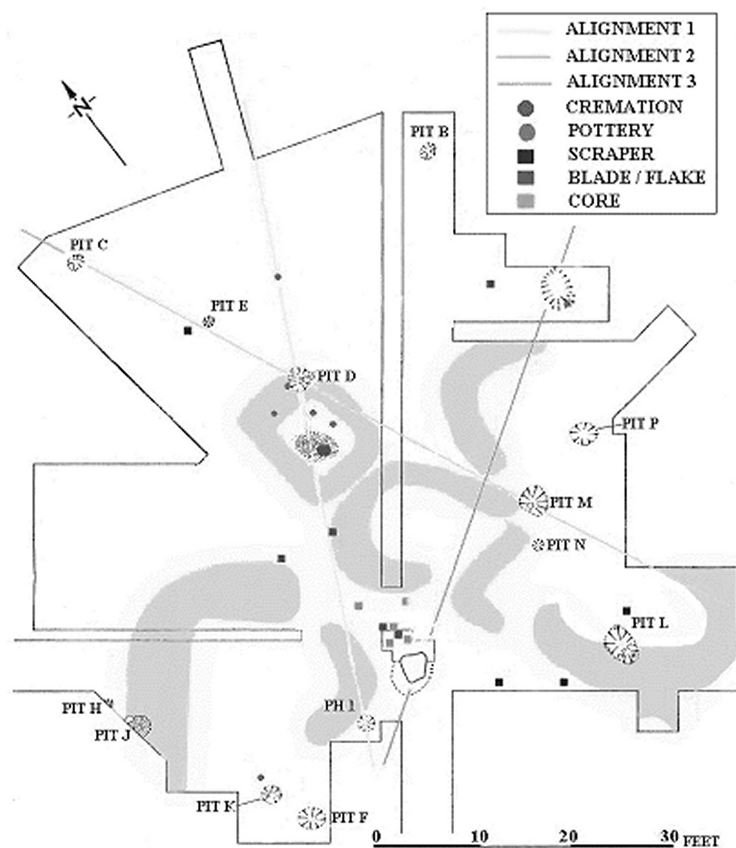 ALIGNMENT 1
ALIGNMENT 2
ALIGNMENT 3
CREMATION
POTTERY
SCRAPER
BLADE / FLAKE
CORE
N
PIT B
PIT C
PIT E
PIT D
PIT P
PIT M
PIT N
PIT L
PIT H
PIT J
PH 1
PIT K
PIT F
0 10 20 30 FEET